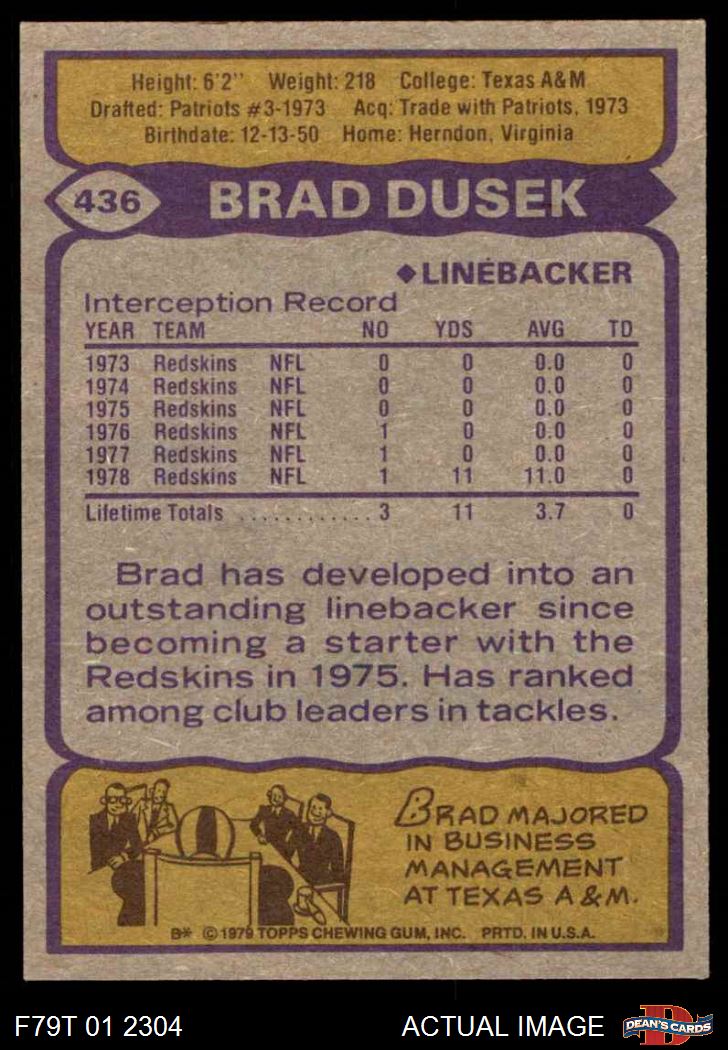 Height: 6'2'' Weight: 218 College: Texas A&M
Drafted: Patriots #3-1973 Acq: Trade with Patriots, 1973
Birthdate: 12-13-50 Home: Herndon, Virginia
436 BRAD DUSEK
◆LINEBACKER
Interception Record
YEAR TEAM NO YDS AVG TD
1973 Redskins NFL 0 0 0.0 0
1974 Redskins NFL 0 0 0.0 0
1975 Redskins NFL 0 0 0.0 0
1976 Redskins NFL 1 0 0.0 0
1977 Redskins NFL 1 0 0.0 0
1978 Redskins NFL 1 11 11.0 0
Lifetime Totals ............ 3 11 3.7 0
Brad has developed into an
outstanding linebacker since
becoming a starter with the
Redskins in 1975. Has ranked
among club leaders in tackles.
BRAD MAJORED
IN BUSINESS
MANAGEMENT
AT TEXAS A & M.
B* © 1979 TOPPS CHEWING GUM, INC. PRTD. IN U.S.A.
F79T 01 2304 ACTUAL IMAGE D DEAN'S CARDS